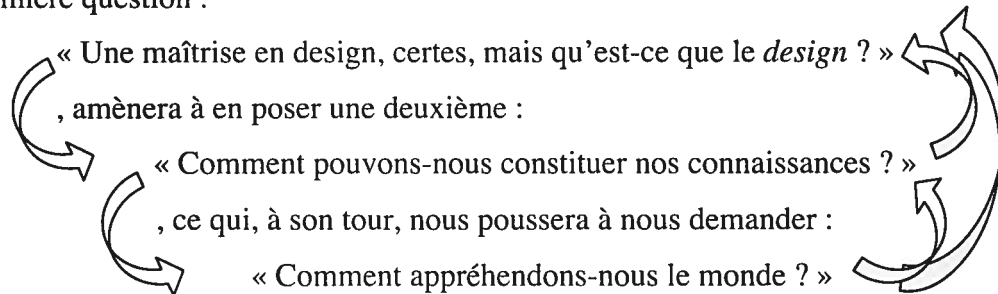 question :
« Une maîtrise en design, certes, mais qu'est-ce que le design ? »
, amènera à en poser une deuxième :
« Comment pouvons-nous constituer nos connaissances ? »
, ce qui, à son tour, nous poussera à nous demander :
« Comment appréhendons-nous le monde ? »